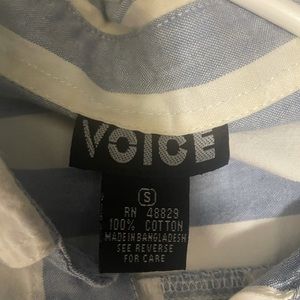 VOICE
S
RN 48829
100% COTTON
MADE IN BANGLADESH
SEE REVERSE
FOR CARE